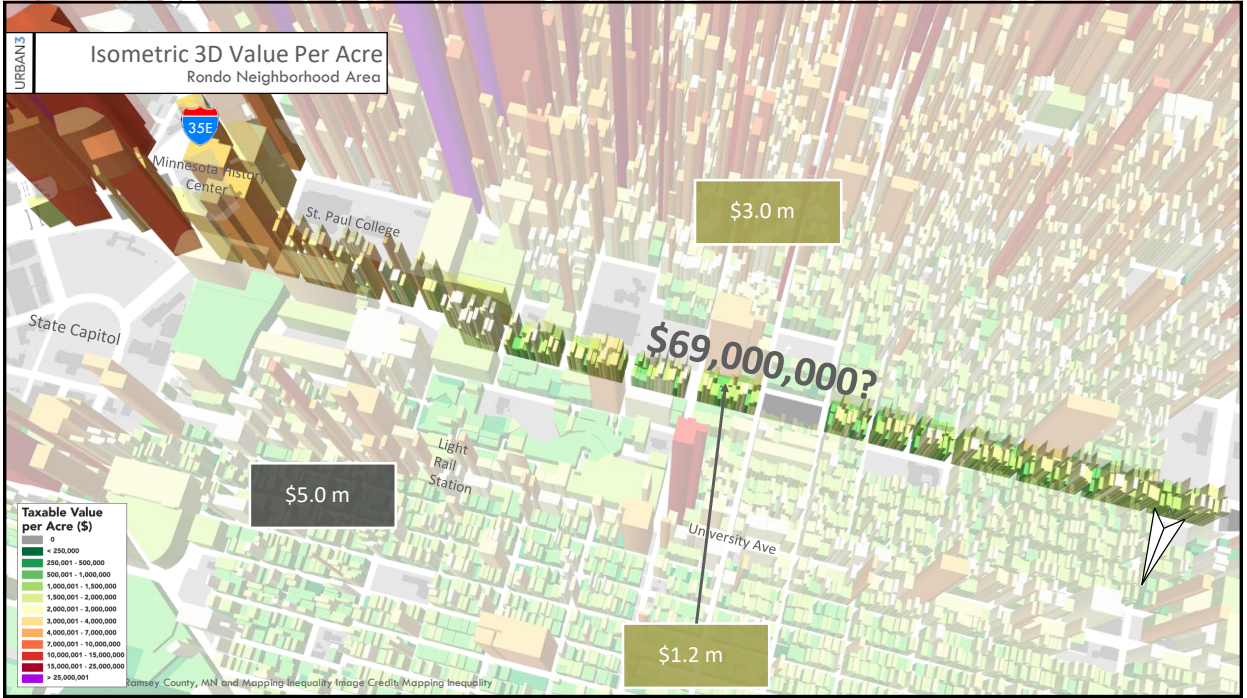 URBAN3
Isometric 3D Value Per Acre
Rondo Neighborhood Area
35E
Minnesota History
Center
St. Paul College
State Capitol
$3.0 m
$69,000,000?
Light
Rail
Station
$5.0 m
University Ave
$1.2 m
Taxable Value
per Acre ($)
0
< 250,000
250,001 - 500,000
500,001 - 1,000,000
1,000,001 - 1,500,000
1,500,001 - 2,000,000
2,000,001 - 3,000,000
3,000,001 - 4,000,000
4,000,001 - 7,000,000
7,000,001 - 10,000,000
10,000,001 - 15,000,000
15,000,001 - 25,000,000
> 25,000,001
Ramsey County, MN and Mapping Inequality Image Credit: Mapping Inequality